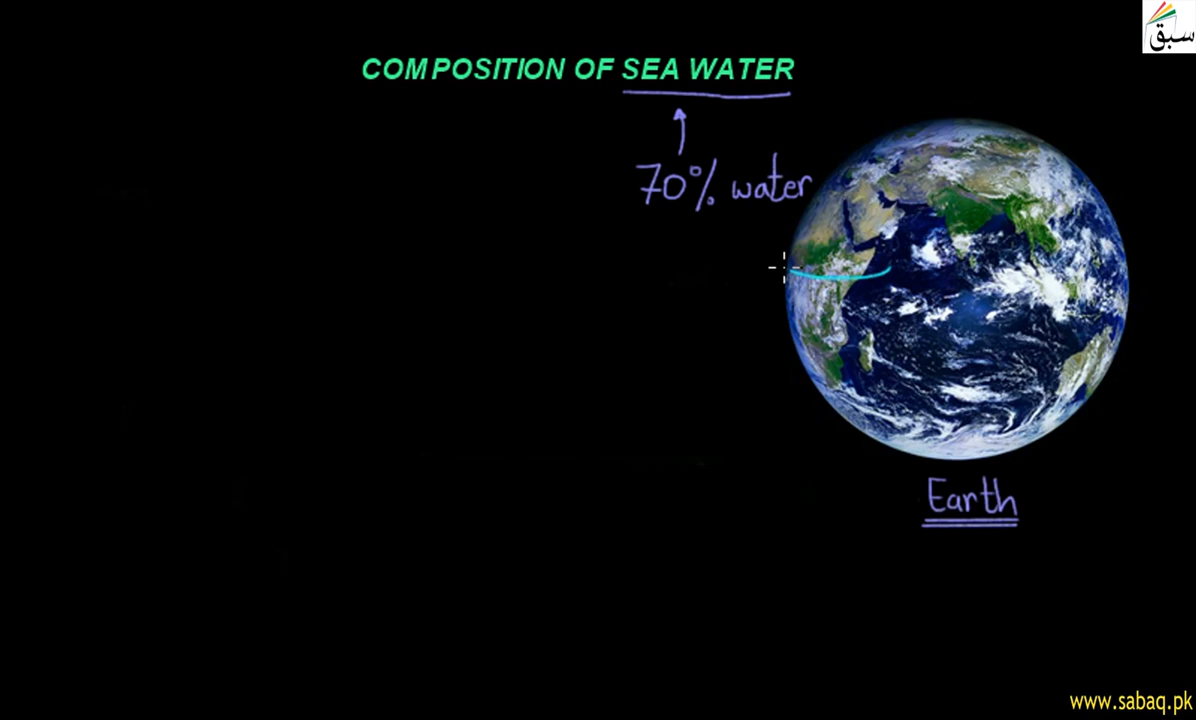 سبق
COMPOSITION OF SEA WATER
70% water
Earth
www.sabaq.pk